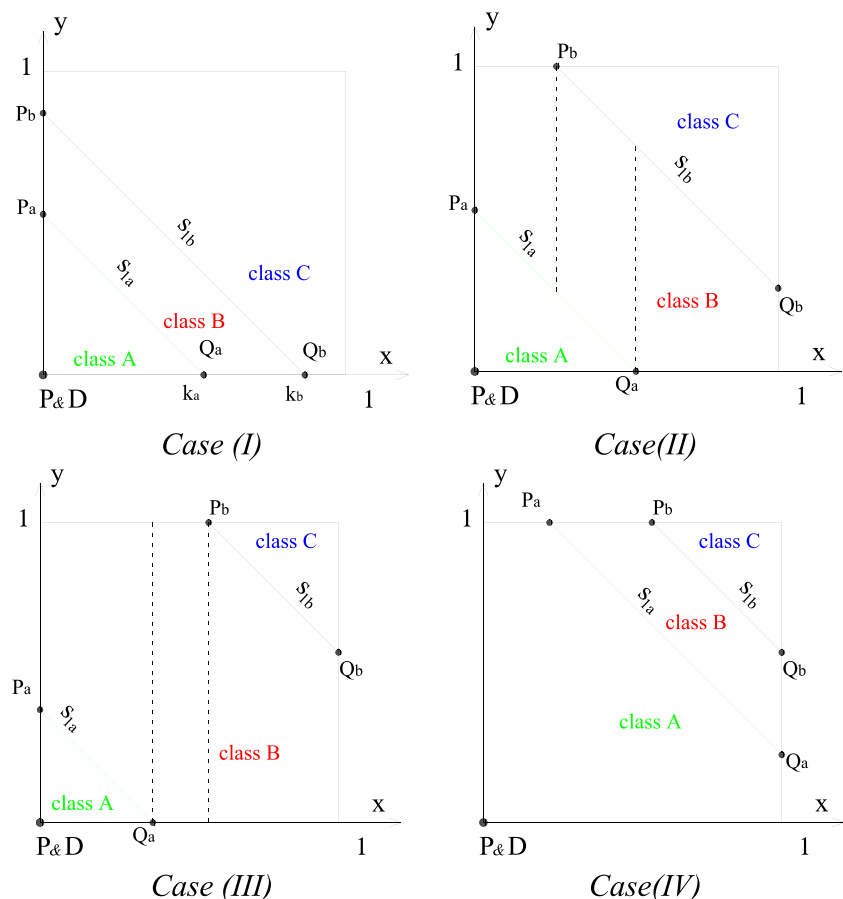 y
1
Pb
Pa
s1b
s1a
class C
class B
class A
Qa
Qb
x
P&D
ka
kb
1
Case (I)
y
1
Pb
class C
s1b
Pa
s1a
class B
Qb
class A
x
P&D
Qa
1
Case(II)
y
1
Pb
class C
s1b
Qb
Pa
s1a
class B
class A
x
P&D
Qa
1
Case (III)
y
Pa
Pb
1
class C
s1a
s1b
class B
Qb
class A
Qa
x
P&D
1
Case(IV)